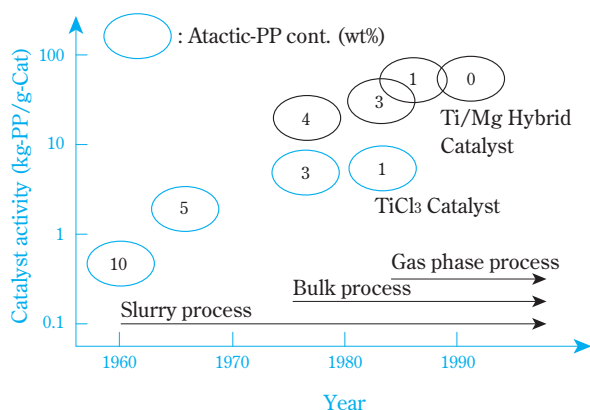 : Atactic-PP cont. (wt%)
Catalyst activity (kg-PP/g-Cat)
100
10
1
0.1
10
5
4
3
3
1
3
1
0
Ti/Mg Hybrid
Catalyst
TiCl3 Catalyst
Gas phase process
Bulk process
Slurry process
1960
1970
1980
1990
Year